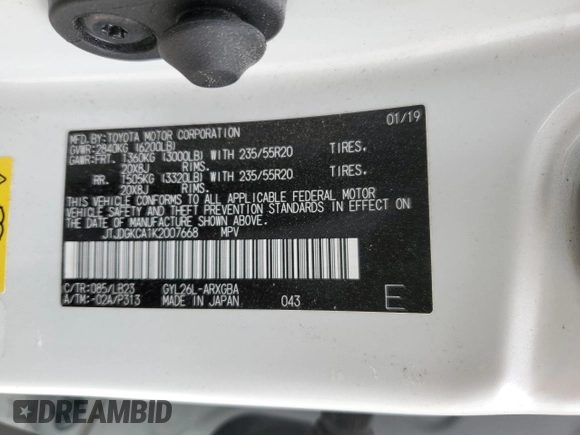 MFD. BY: TOYOTA MOTOR CORPORATION 01/19
GVWR: 2840KG (6200LB)
GAWR: FRT. 1360KG (3000LB) WITH 235/55R20 TIRES.
20X8J RIMS.
RR. 1505KG (3320LB) WITH 235/55R20 TIRES.
20X8J RIMS.
THIS VEHICLE CONFORMS TO ALL APPLICABLE FEDERAL MOTOR
VEHICLE SAFETY AND THEFT PREVENTION STANDARDS IN EFFECT ON
THE DATE OF MANUFACTURE SHOWN ABOVE.
JTJDGKCA1K2007668 MPV
C/TR: 085/LB23 GYL26L-ARXGBA
A/TM: -02A/P313 MADE IN JAPAN 043 E
DREAMBID